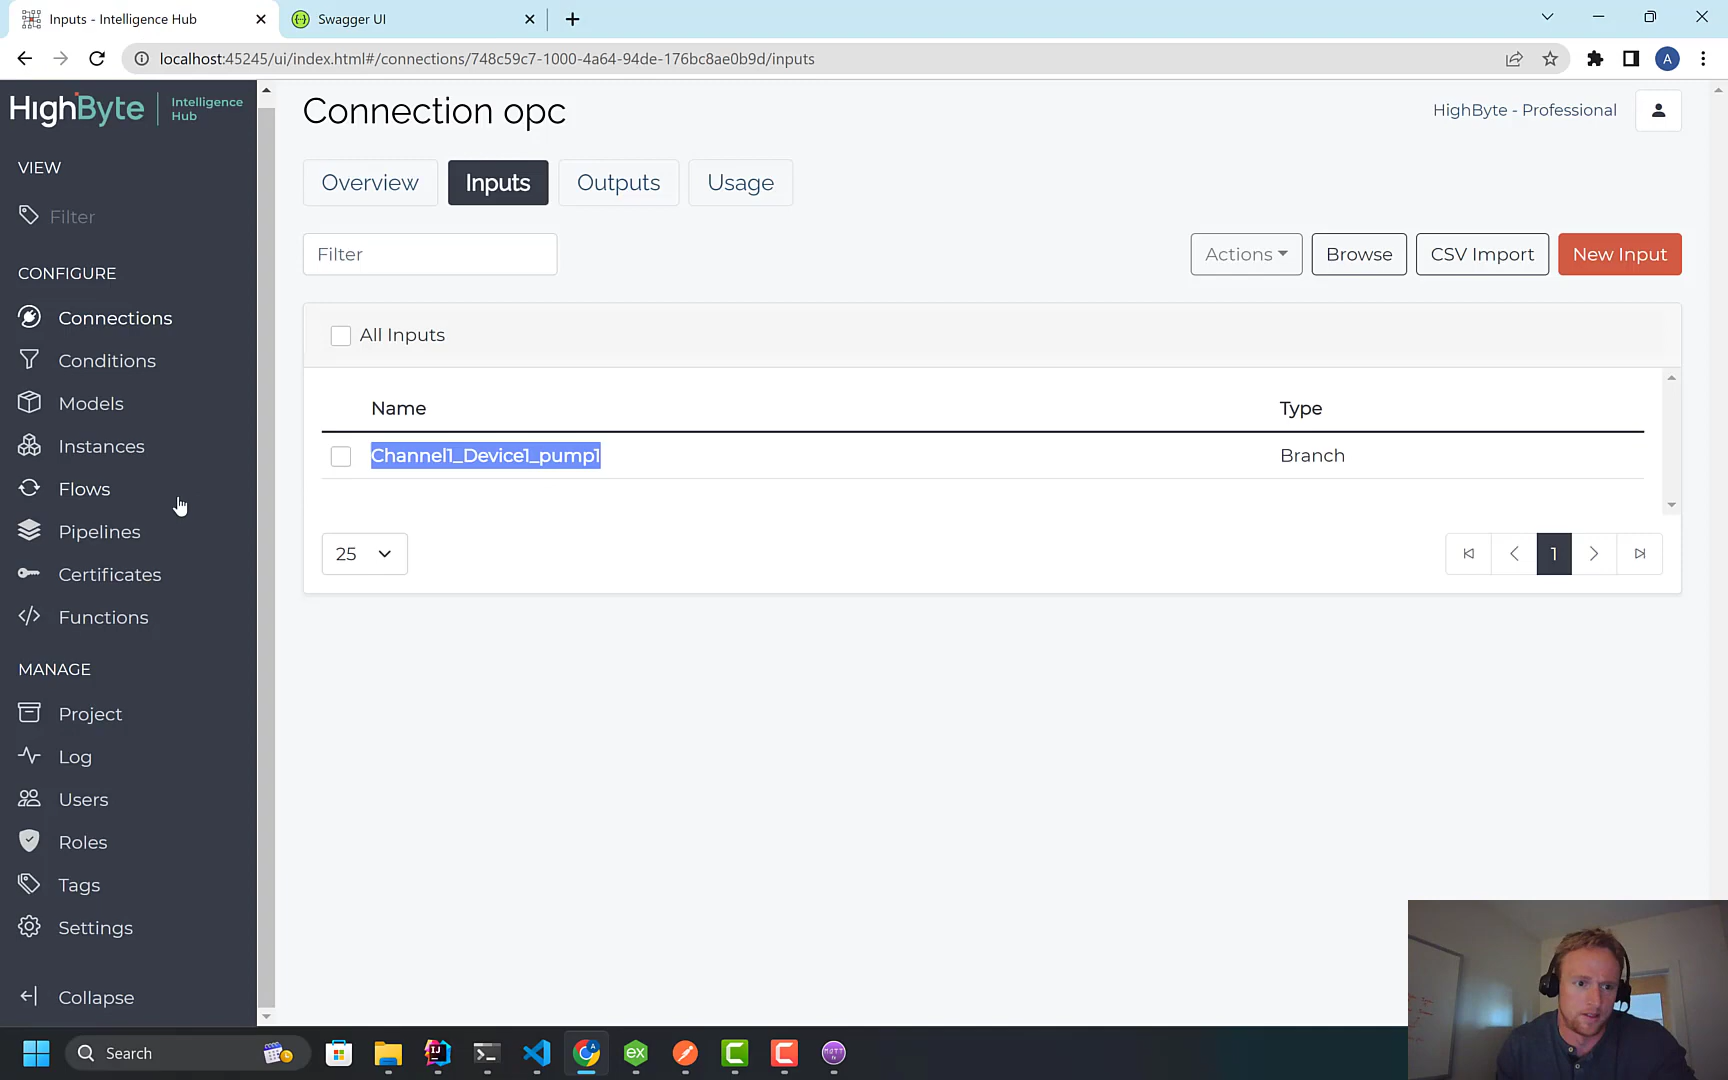 Inputs - Intelligence Hub
Swagger UI
localhost:45245/ui/index.html#/connections/748c59c7-1000-4a64-94de-176bc8ae0b9d/inputs
A
HighByte
Intelligence
Hub
VIEW
Filter
CONFIGURE
Connections
Conditions
Models
Instances
Flows
Pipelines
Certificates
Functions
MANAGE
Project
Log
Users
Roles
Tags
Settings
Collapse
Connection opc
HighByte - Professional
Overview
Inputs
Outputs
Usage
Filter
Actions
Browse
CSV Import
New Input
All Inputs
Name
Type
Channel1_Device1_pump1
Branch
25
1
Search